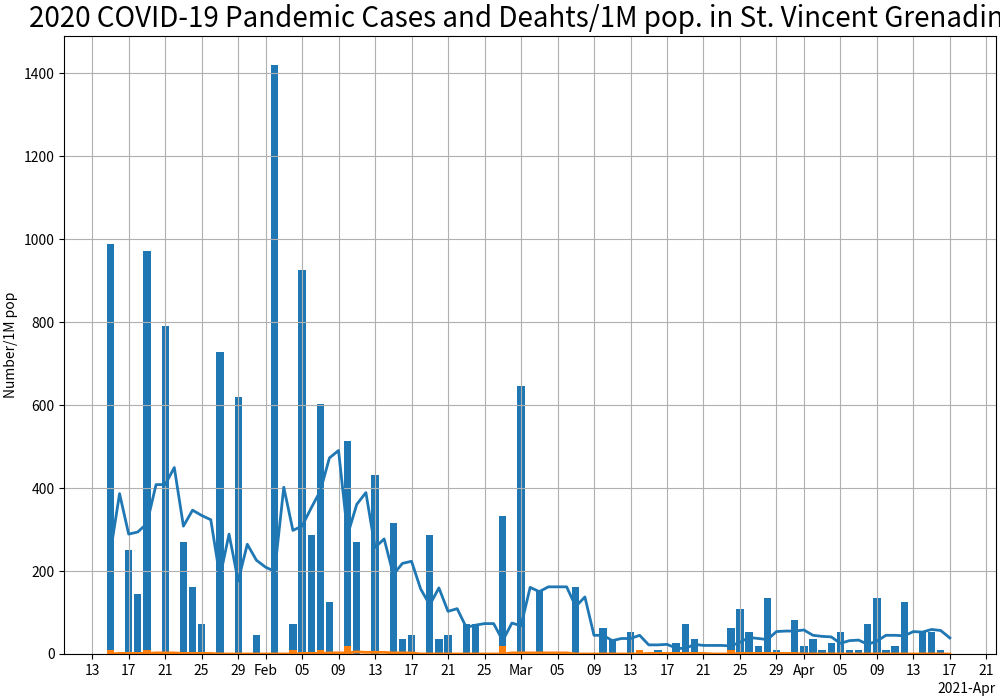 2020 COVID-19 Pandemic Cases and Deahts/1M pop. in St. Vincent Grenadin
Number/1M pop
1400
1200
1000
800
600
400
200
0
13 17 21 25 29 Feb 05 09 13 17 21 25 Mar 05 09 13 17 21 25 29 Apr 05 09 13 17 21
2021-Apr